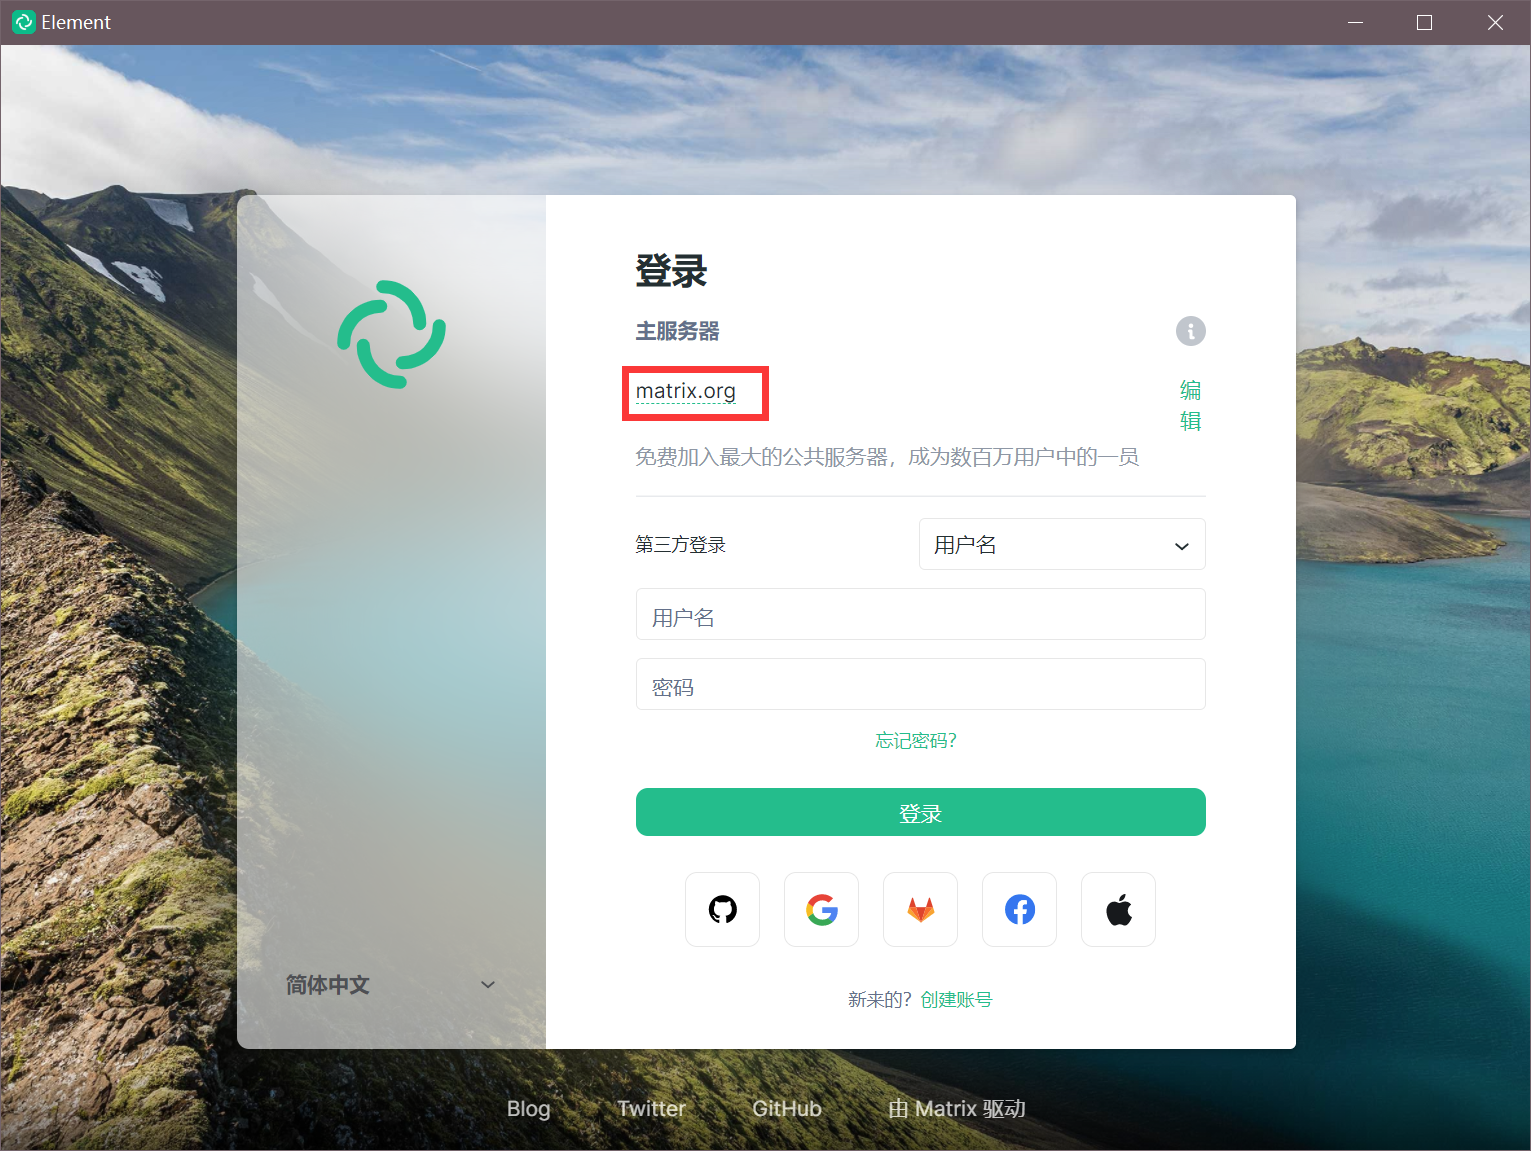 Element
登录
主服务器
matrix.org
编
辑
免费加入最大的公共服务器，成为数百万用户中的一员
第三方登录
用户名
用户名
密码
忘记密码?
登录
简体中文
新来的? 创建账号
Blog
Twitter
GitHub
由 Matrix 驱动